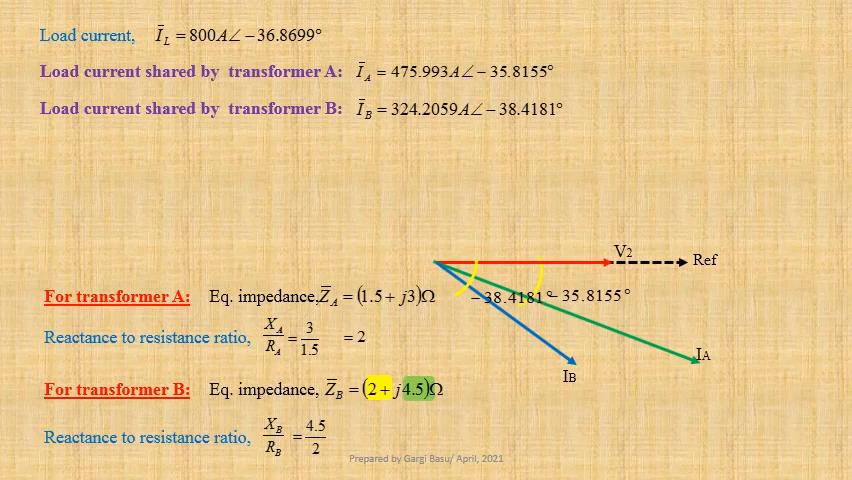 Load current, Ī_L = 800A∠−36.8699°
Load current shared by transformer A: Ī_A = 475.993A∠−35.8155°
Load current shared by transformer B: Ī_B = 324.2059A∠−38.4181°
V2
Ref
For transformer A: Eq. impedance, Z̄_A = (1.5 + j3)Ω
−38.4181° −35.8155°
Reactance to resistance ratio, X_A/R_A = 3/1.5 = 2
IA
IB
For transformer B: Eq. impedance, Z̄_B = (2 + j4.5)Ω
Reactance to resistance ratio, X_B/R_B = 4.5/2
Prepared by Gargi Basu/ April, 2021